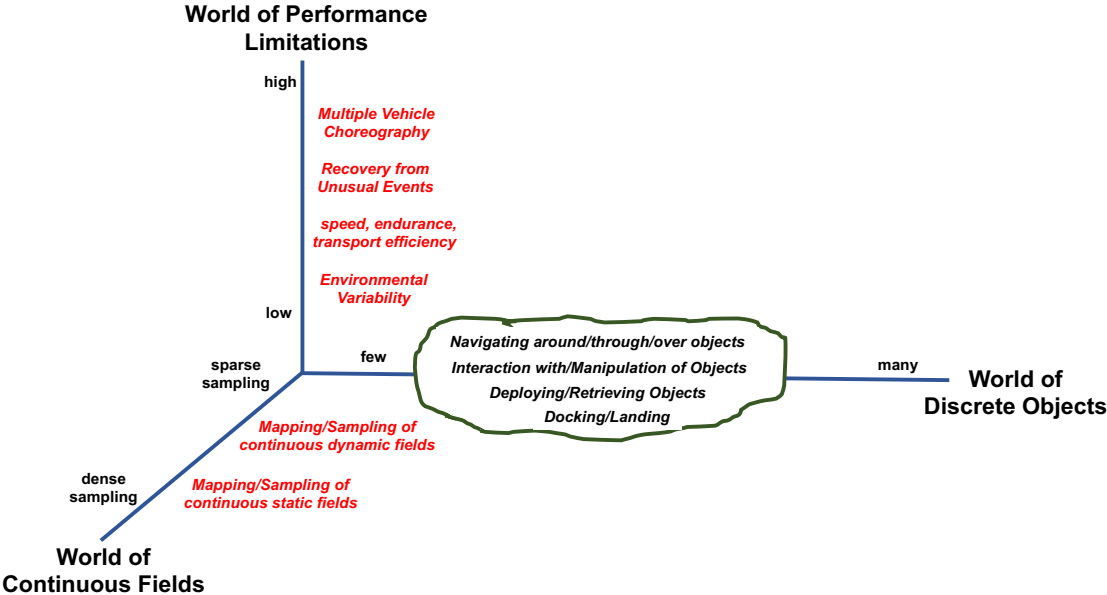 World of Performance
Limitations
high
Multiple Vehicle
Choreography
Recovery from
Unusual Events
speed, endurance,
transport efficiency
Environmental
Variability
low
sparse
sampling
few
Navigating around/through/over objects
Interaction with/Manipulation of Objects
Deploying/Retrieving Objects
Docking/Landing
many
World of
Discrete Objects
Mapping/Sampling of
continuous dynamic fields
dense
sampling
Mapping/Sampling of
continuous static fields
World of
Continuous Fields